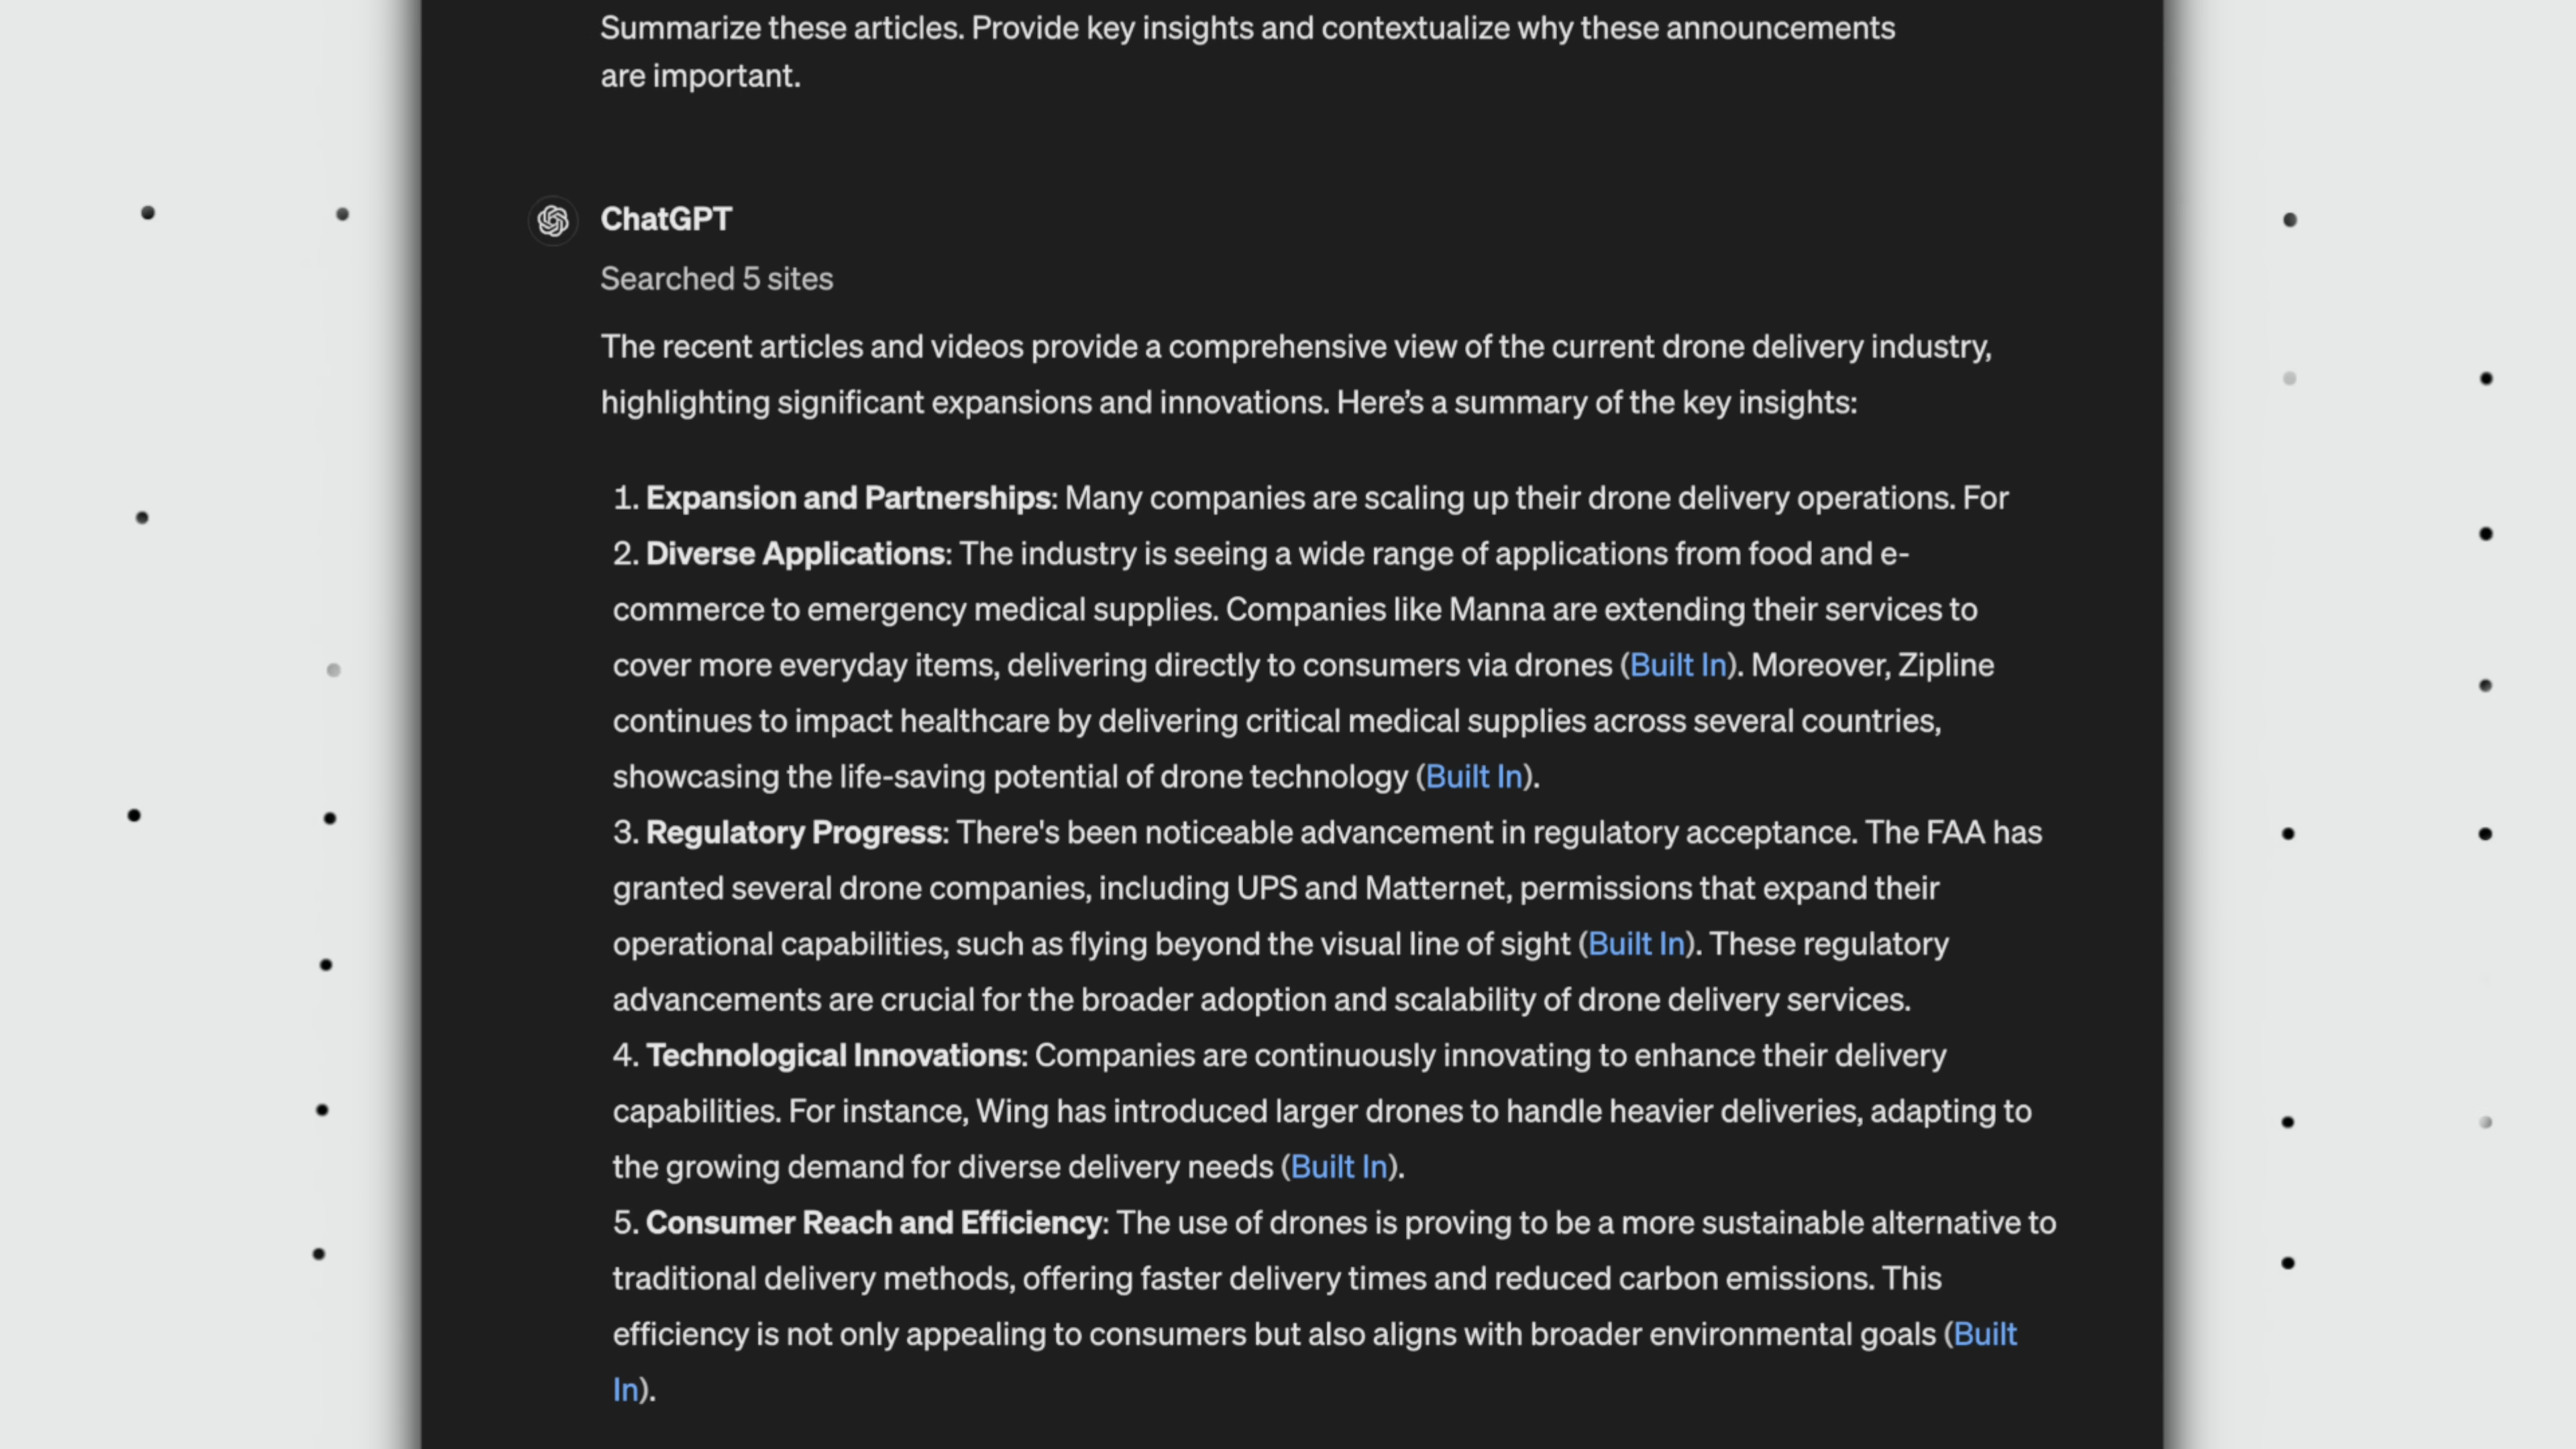 Summarize these articles. Provide key insights and contextualize why these announcements
are important.
ChatGPT
Searched 5 sites
The recent articles and videos provide a comprehensive view of the current drone delivery industry,
highlighting significant expansions and innovations. Here’s a summary of the key insights:
1. Expansion and Partnerships: Many companies are scaling up their drone delivery operations. For
2. Diverse Applications: The industry is seeing a wide range of applications from food and e-
commerce to emergency medical supplies. Companies like Manna are extending their services to
cover more everyday items, delivering directly to consumers via drones (Built In). Moreover, Zipline
continues to impact healthcare by delivering critical medical supplies across several countries,
showcasing the life-saving potential of drone technology (Built In).
3. Regulatory Progress: There's been noticeable advancement in regulatory acceptance. The FAA has
granted several drone companies, including UPS and Matternet, permissions that expand their
operational capabilities, such as flying beyond the visual line of sight (Built In). These regulatory
advancements are crucial for the broader adoption and scalability of drone delivery services.
4. Technological Innovations: Companies are continuously innovating to enhance their delivery
capabilities. For instance, Wing has introduced larger drones to handle heavier deliveries, adapting to
the growing demand for diverse delivery needs (Built In).
5. Consumer Reach and Efficiency: The use of drones is proving to be a more sustainable alternative to
traditional delivery methods, offering faster delivery times and reduced carbon emissions. This
efficiency is not only appealing to consumers but also aligns with broader environmental goals (Built
In).